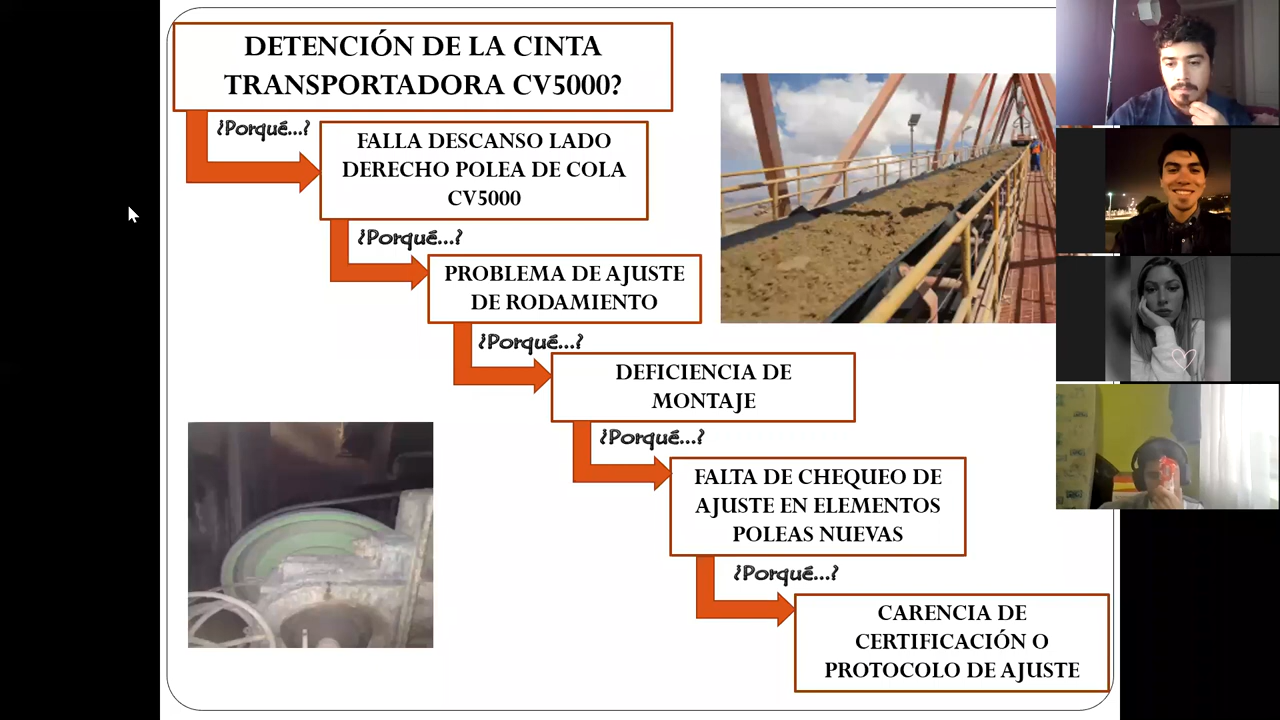 DETENCIÓN DE LA CINTA
TRANSPORTADORA CV5000?
¿Porqué...?
FALLA DESCANSO LADO
DERECHO POLEA DE COLA
CV5000
¿Porqué...?
PROBLEMA DE AJUSTE
DE RODAMIENTO
¿Porqué...?
DEFICIENCIA DE
MONTAJE
¿Porqué...?
FALTA DE CHEQUEO DE
AJUSTE EN ELEMENTOS
POLEAS NUEVAS
¿Porqué...?
CARENCIA DE
CERTIFICACIÓN O
PROTOCOLO DE AJUSTE